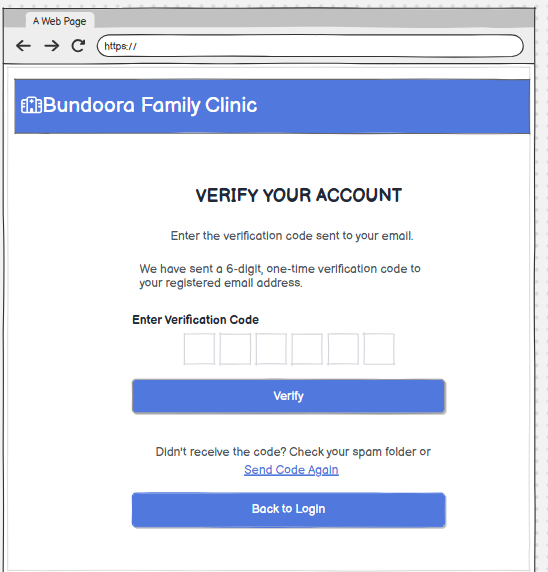 A Web Page
https://
Bundoora Family Clinic
VERIFY YOUR ACCOUNT
Enter the verification code sent to your email.
We have sent a 6-digit, one-time verification code to
your registered email address.
Enter Verification Code
Verify
Didn't receive the code? Check your spam folder or
Send Code Again
Back to Login